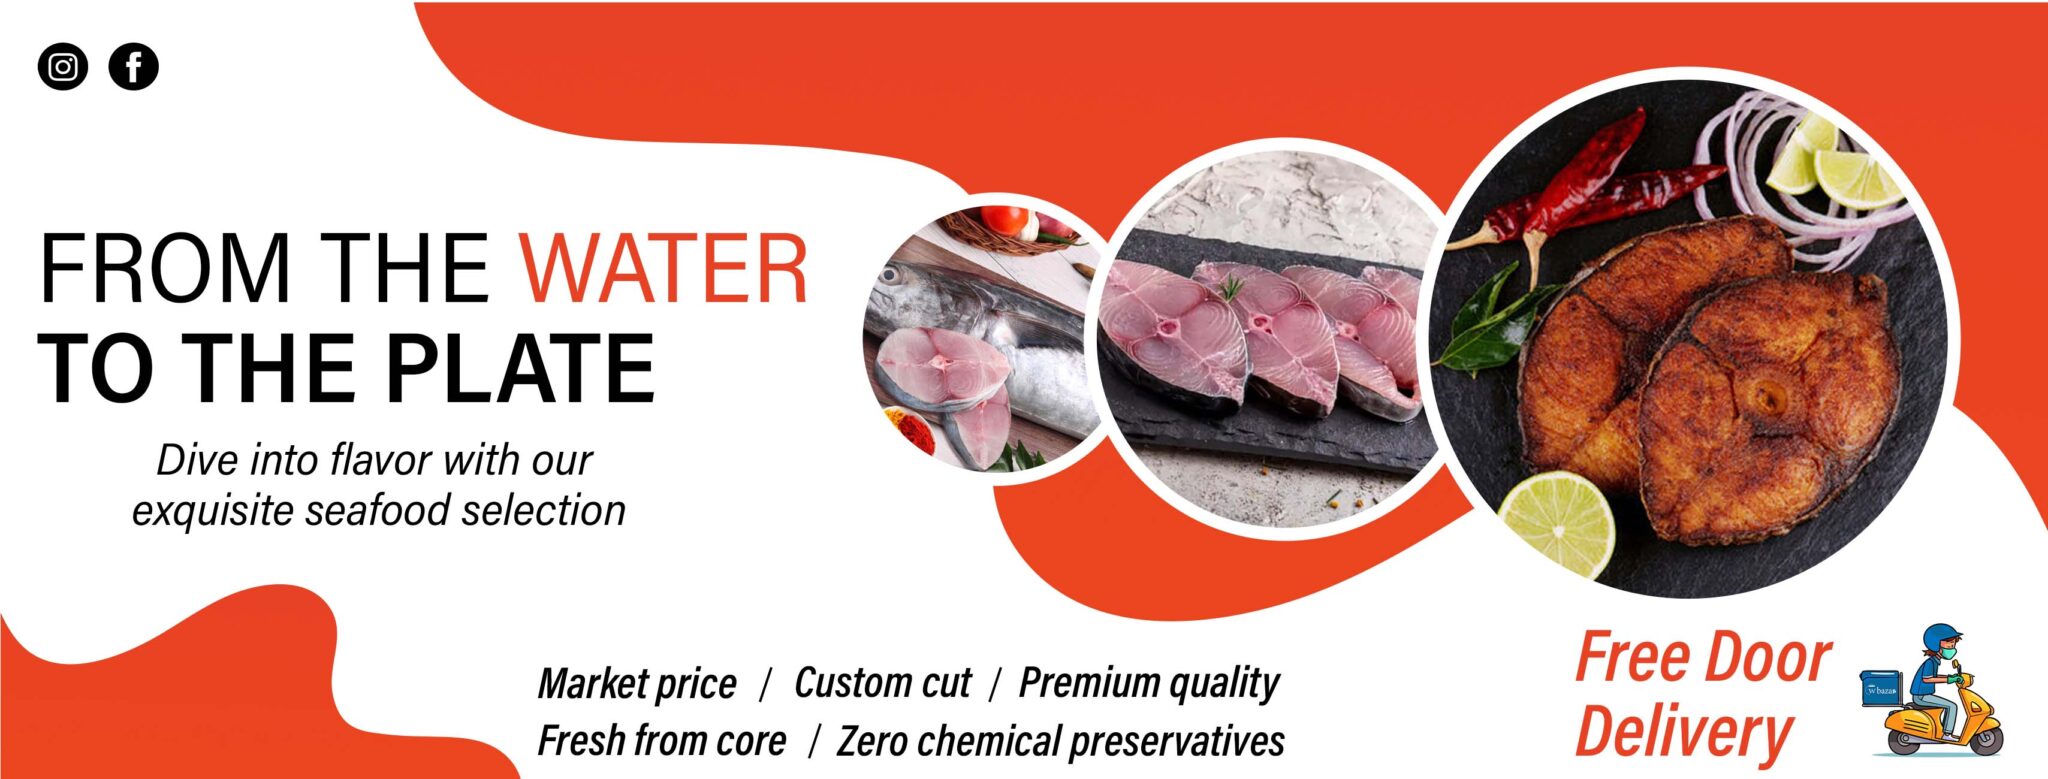 FROM THE WATER
TO THE PLATE
Dive into flavor with our
exquisite seafood selection
Market price / Custom cut / Premium quality
Fresh from core / Zero chemical preservatives
Free Door
Delivery